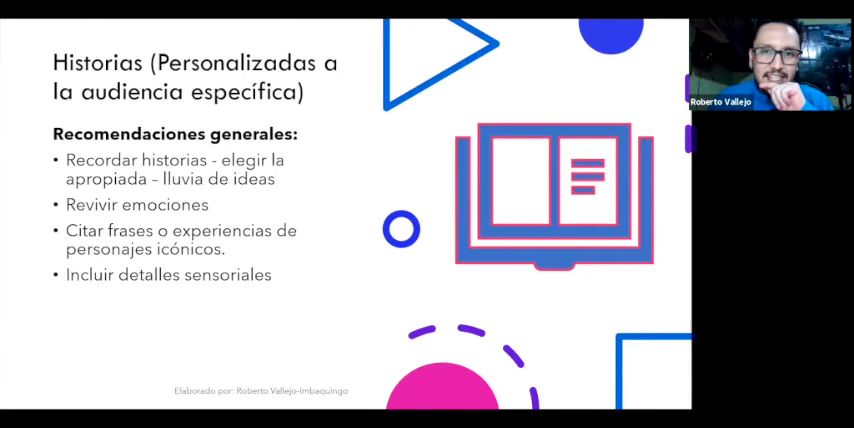 Historias (Personalizadas a
la audiencia específica)
Recomendaciones generales:
• Recordar historias - elegir la
apropiada – lluvia de ideas
• Revivir emociones
• Citar frases o experiencias de
personajes icónicos.
• Incluir detalles sensoriales
Elaborado por: Roberto Vallejo-Imbaquingo
Roberto Vallejo